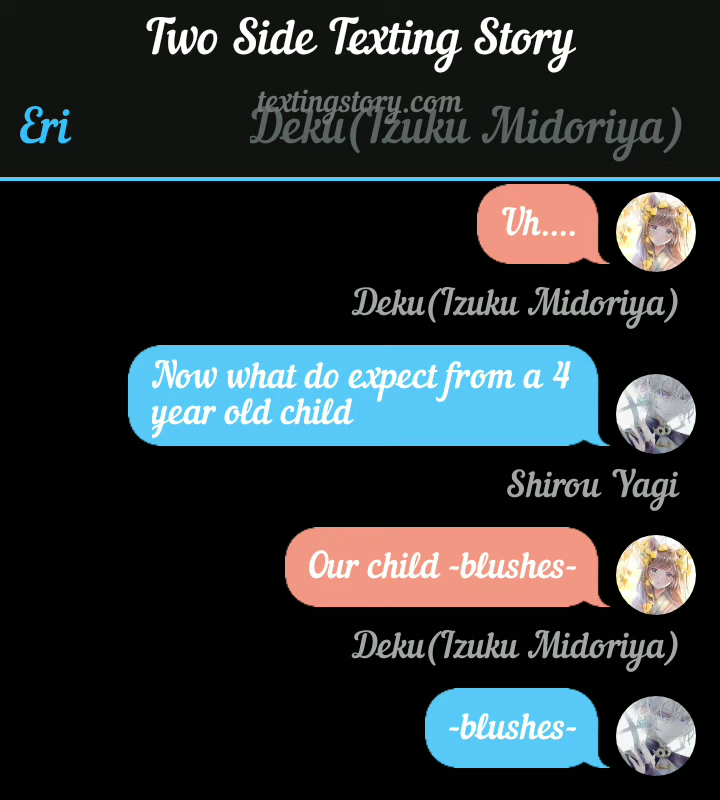 Two Side Texting Story
textingstory.com
Eri
Deku(Izuku Midoriya)
Uh....
Deku(Izuku Midoriya)
Now what do expect from a 4
year old child
Shirou Yagi
Our child -blushes-
Deku(Izuku Midoriya)
-blushes-